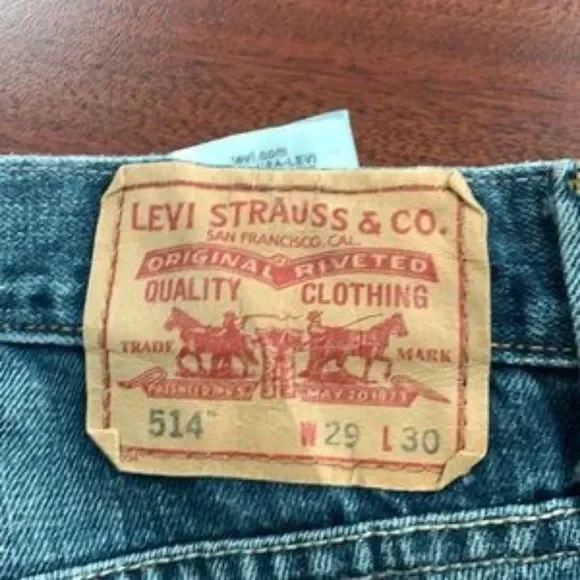 levi.com
LEVI STRAUSS & CO.
SAN FRANCISCO, CAL.
ORIGINAL RIVETED
QUALITY CLOTHING
TRADE MARK
MAY 20 1873
514™ W 29 L 30